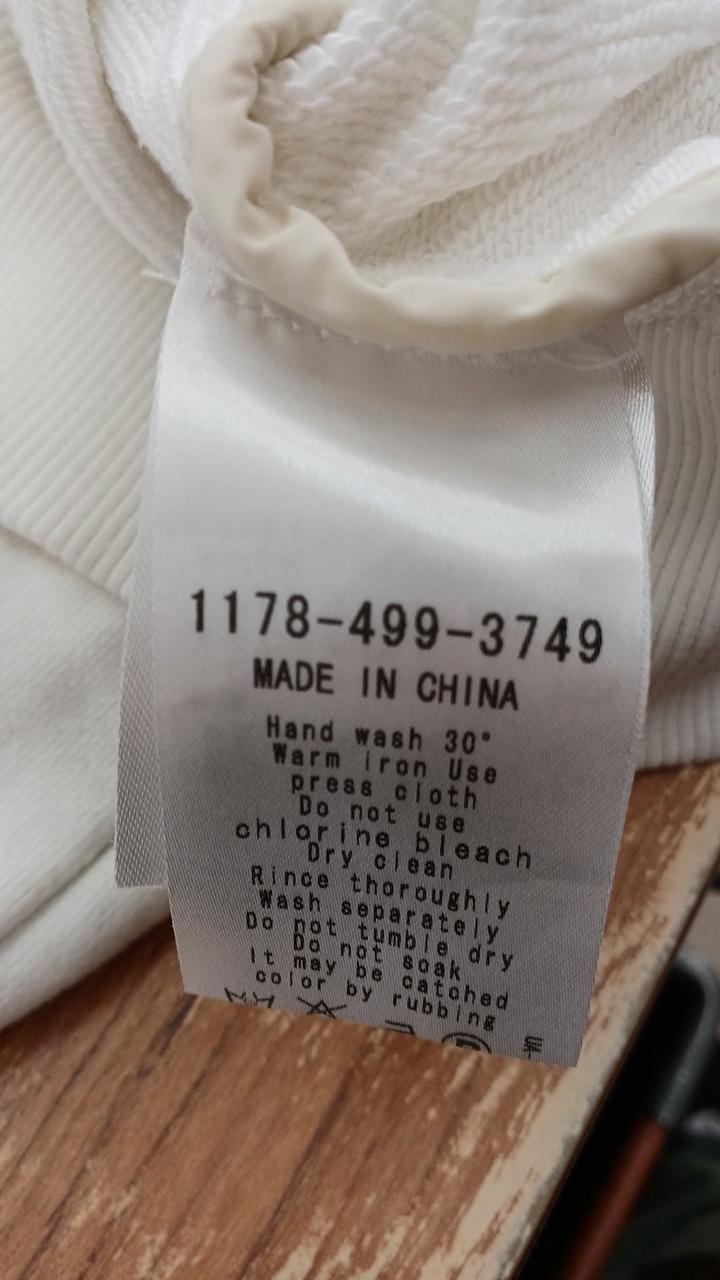 1178-499-3749
MADE IN CHINA
Hand wash 30°
Warm iron Use
press cloth
Do not use
chlorine bleach
Dry clean
Rince thoroughly
Wash separately
Do not tumble dry
Do not soak
It may be catched
color by rubbing